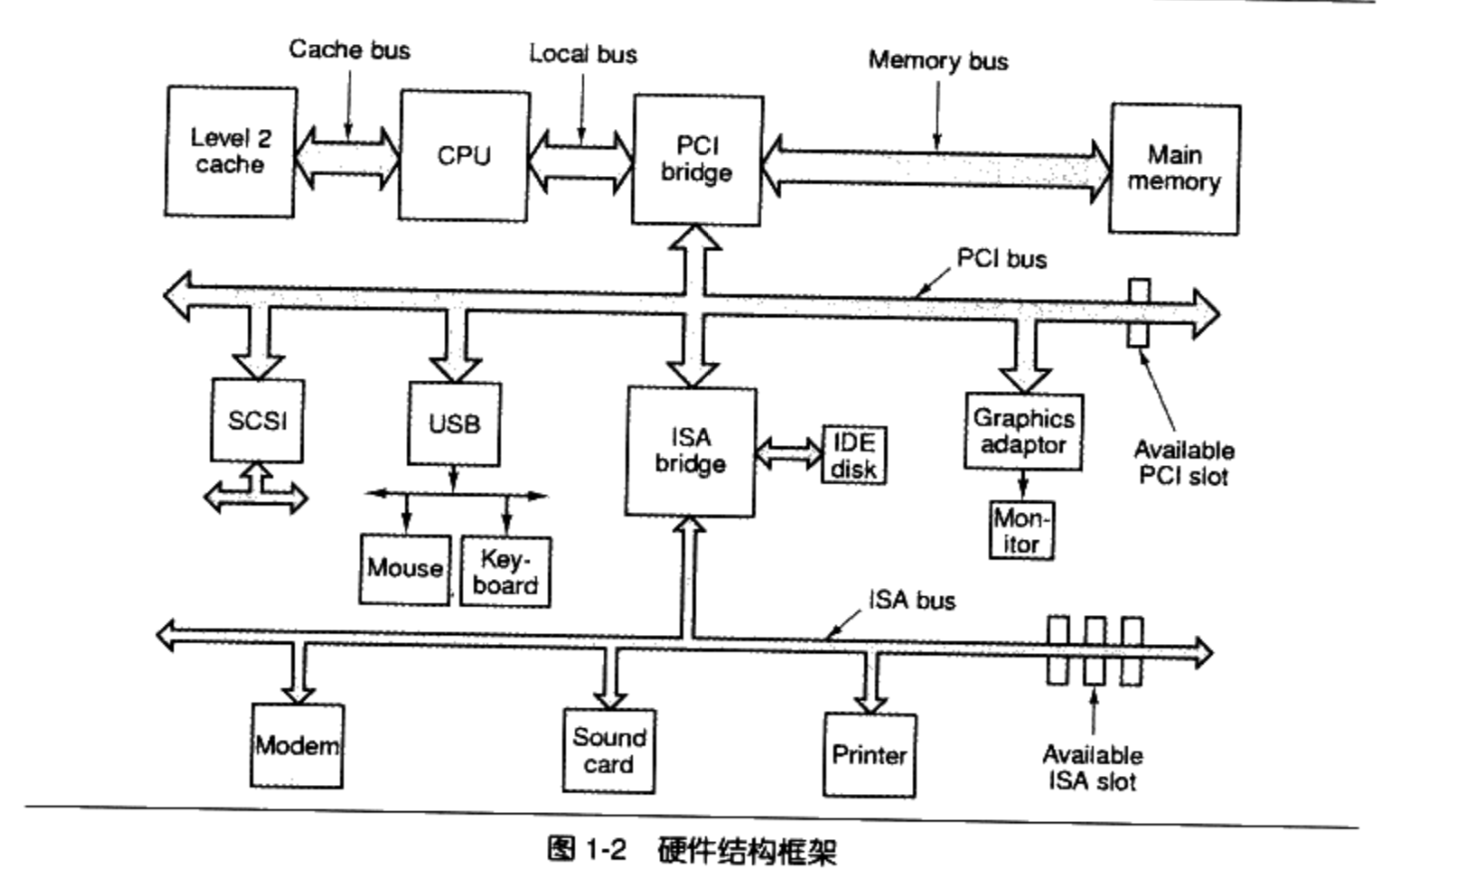 Cache bus
Local bus
Memory bus
Level 2
cache
CPU
PCI
bridge
Main
memory
PCI bus
SCSI
USB
ISA
bridge
IDE
disk
Graphics
adaptor
Available
PCI slot
Mon-
itor
Mouse
Key-
board
ISA bus
Modem
Sound
card
Printer
Available
ISA slot
图 1-2 硬件结构框架